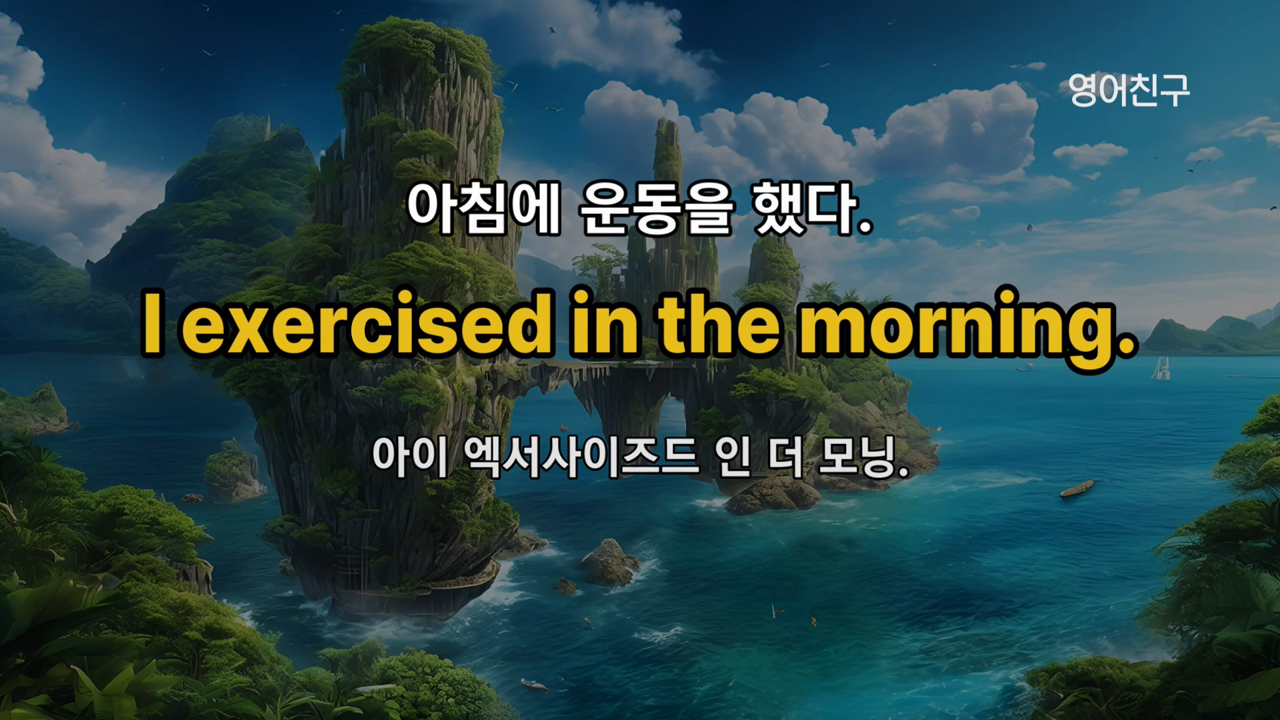 영어친구
아침에 운동을 했다.
I exercised in the morning.
아이 엑서사이즈드 인 더 모닝.